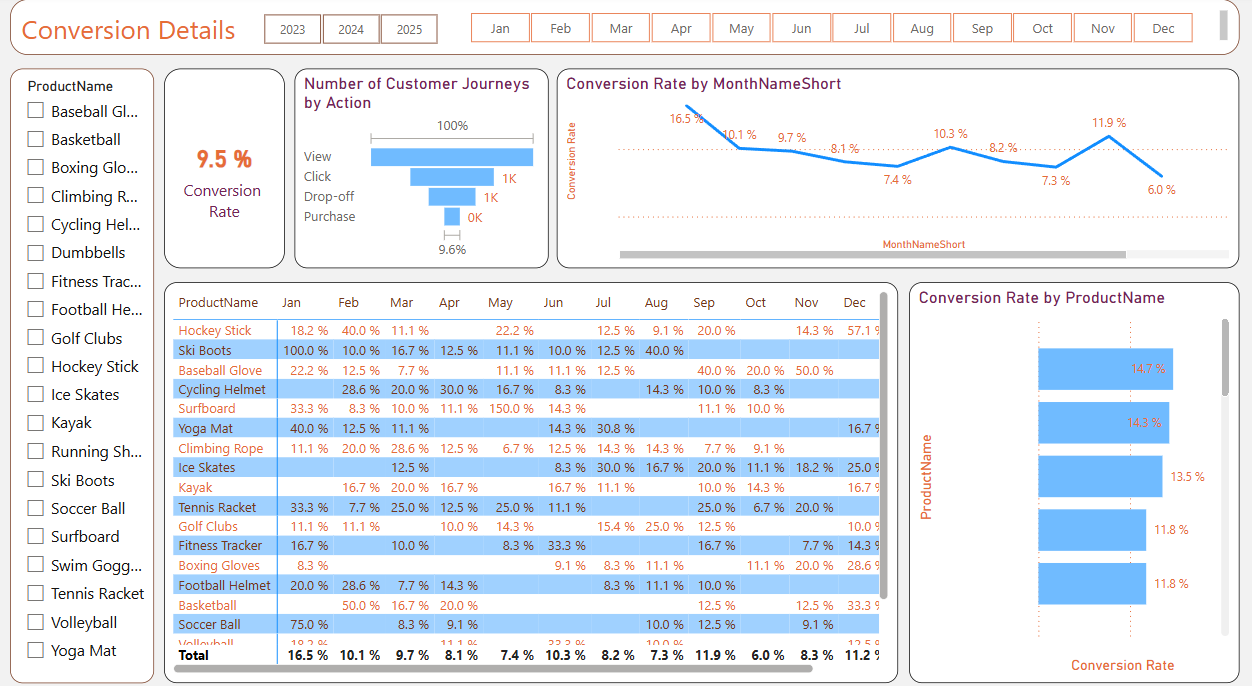 Conversion Details
2023 2024 2025
Jan Feb Mar Apr May Jun Jul Aug Sep Oct Nov Dec
ProductName
Baseball Gl...
Basketball
Boxing Glo...
Climbing R...
Cycling Hel...
Dumbbells
Fitness Trac...
Football He...
Golf Clubs
Hockey Stick
Ice Skates
Kayak
Running Sh...
Ski Boots
Soccer Ball
Surfboard
Swim Gogg...
Tennis Racket
Volleyball
Yoga Mat
9.5 %
Conversion
Rate
Number of Customer Journeys
by Action
100%
View
Click 1K
Drop-off 1K
Purchase 0K
9.6%
Conversion Rate by MonthNameShort
Conversion Rate
16.5 % 10.1 % 9.7 % 8.1 % 7.4 % 10.3 % 8.2 % 7.3 % 11.9 % 6.0 %
MonthNameShort
ProductName Jan Feb Mar Apr May Jun Jul Aug Sep Oct Nov Dec
Hockey Stick 18.2 % 40.0 % 11.1 % 22.2 % 12.5 % 9.1 % 20.0 % 14.3 % 57.1 %
Ski Boots 100.0 % 10.0 % 16.7 % 12.5 % 11.1 % 10.0 % 12.5 % 40.0 %
Baseball Glove 22.2 % 12.5 % 7.7 % 11.1 % 11.1 % 12.5 % 40.0 % 20.0 % 50.0 %
Cycling Helmet 28.6 % 20.0 % 30.0 % 16.7 % 8.3 % 14.3 % 10.0 % 8.3 %
Surfboard 33.3 % 8.3 % 10.0 % 11.1 % 150.0 % 14.3 % 11.1 % 10.0 %
Yoga Mat 40.0 % 12.5 % 11.1 % 14.3 % 30.8 % 16.7 %
Climbing Rope 11.1 % 20.0 % 28.6 % 12.5 % 6.7 % 12.5 % 14.3 % 14.3 % 7.7 % 9.1 %
Ice Skates 12.5 % 8.3 % 30.0 % 16.7 % 20.0 % 11.1 % 18.2 % 25.0 %
Kayak 16.7 % 20.0 % 16.7 % 16.7 % 11.1 % 10.0 % 14.3 % 16.7 %
Tennis Racket 33.3 % 7.7 % 25.0 % 12.5 % 25.0 % 11.1 % 25.0 % 6.7 % 20.0 %
Golf Clubs 11.1 % 11.1 % 10.0 % 14.3 % 15.4 % 25.0 % 12.5 % 10.0 %
Fitness Tracker 16.7 % 10.0 % 8.3 % 33.3 % 16.7 % 7.7 % 14.3 %
Boxing Gloves 8.3 % 9.1 % 8.3 % 11.1 % 11.1 % 20.0 % 28.6 %
Football Helmet 20.0 % 28.6 % 7.7 % 14.3 % 8.3 % 11.1 % 10.0 %
Basketball 50.0 % 16.7 % 20.0 % 12.5 % 12.5 % 33.3 %
Soccer Ball 75.0 % 8.3 % 9.1 % 10.0 % 12.5 % 9.1 %
Volleyball
Total 16.5 % 10.1 % 9.7 % 8.1 % 7.4 % 10.3 % 8.2 % 7.3 % 11.9 % 6.0 % 8.3 % 11.2 %
Conversion Rate by ProductName
ProductName
14.7 %
14.3 %
13.5 %
11.8 %
11.8 %
Conversion Rate